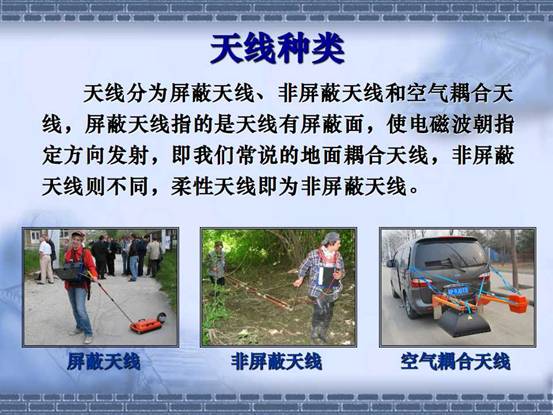 天线种类
天线分为屏蔽天线、非屏蔽天线和空气耦合天
线，屏蔽天线指的是天线有屏蔽面，使电磁波朝指
定方向发射，即我们常说的地面耦合天线，非屏蔽
天线则不同，柔性天线即为非屏蔽天线。
屏蔽天线
非屏蔽天线
空气耦合天线